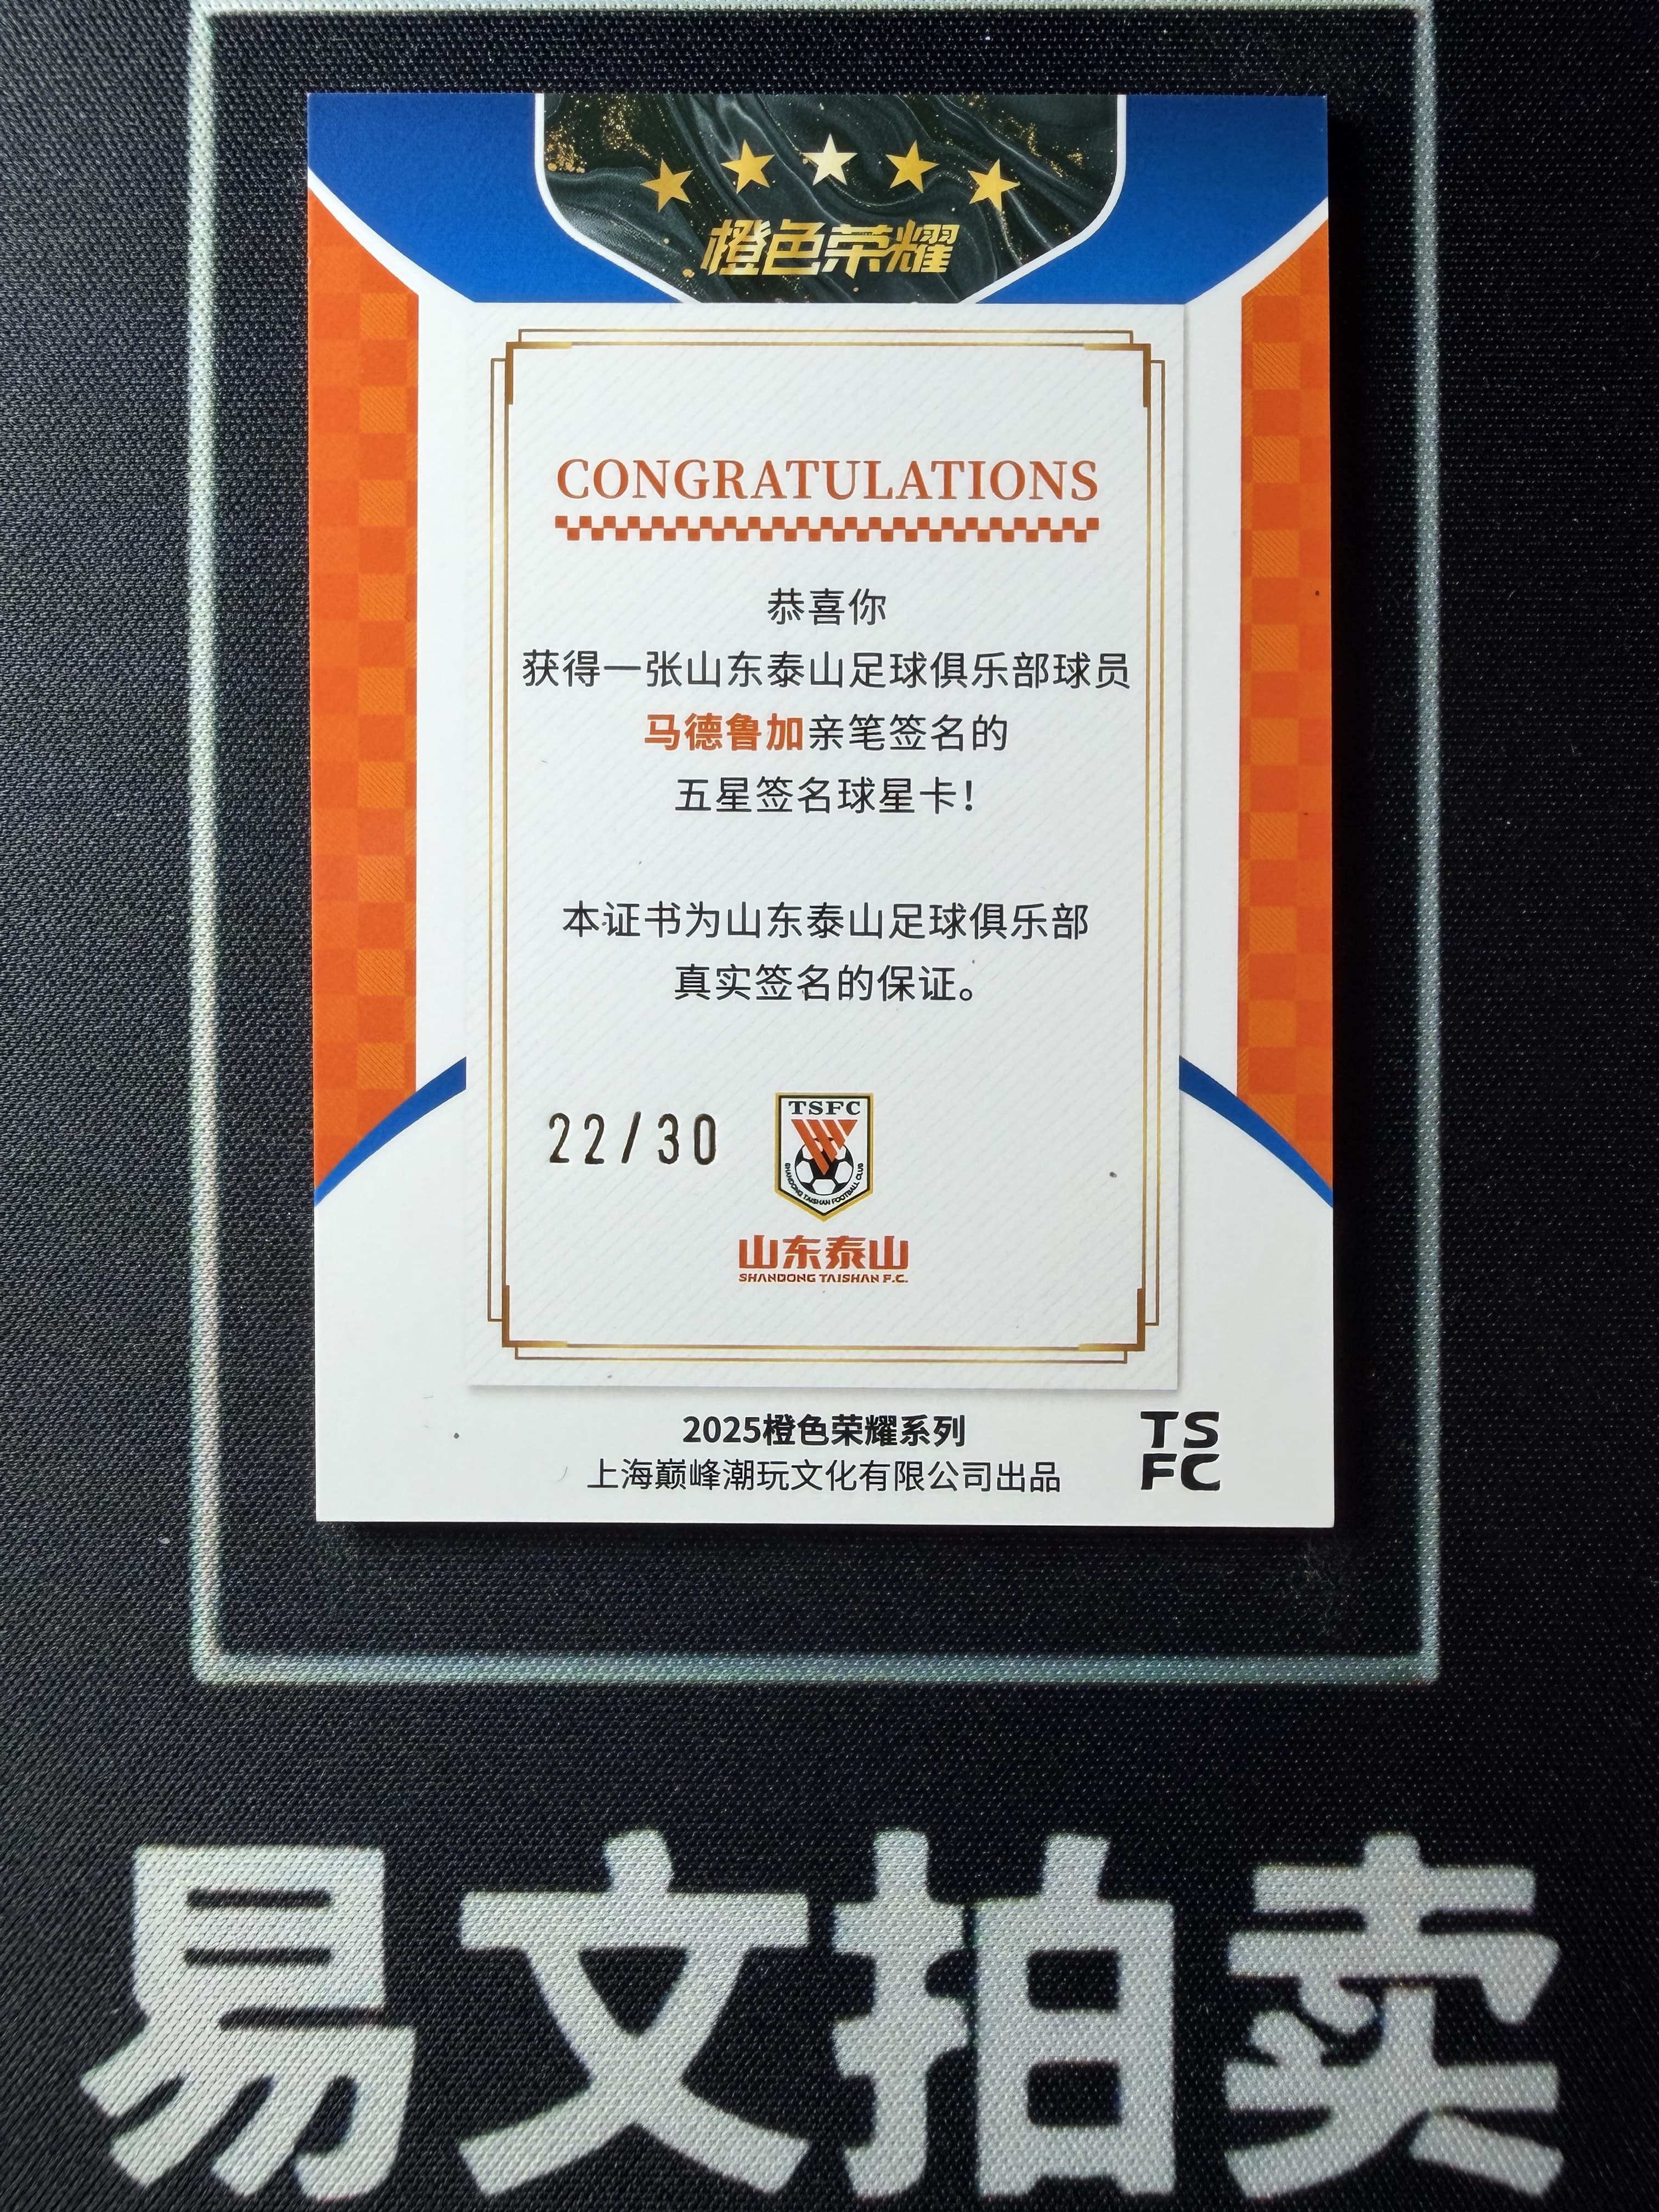 橙色荣耀
CONGRATULATIONS
恭喜你
获得一张山东泰山足球俱乐部球员
马德鲁加亲笔签名的
五星签名球星卡！
本证书为山东泰山足球俱乐部
真实签名的保证。
22/30
TSFC
SHANDONG TAISHAN FOOTBALL CLUB
山东泰山
SHANDONG TAISHAN F.C.
2025橙色荣耀系列
上海巅峰潮玩文化有限公司出品
TS
FC
易文拍卖